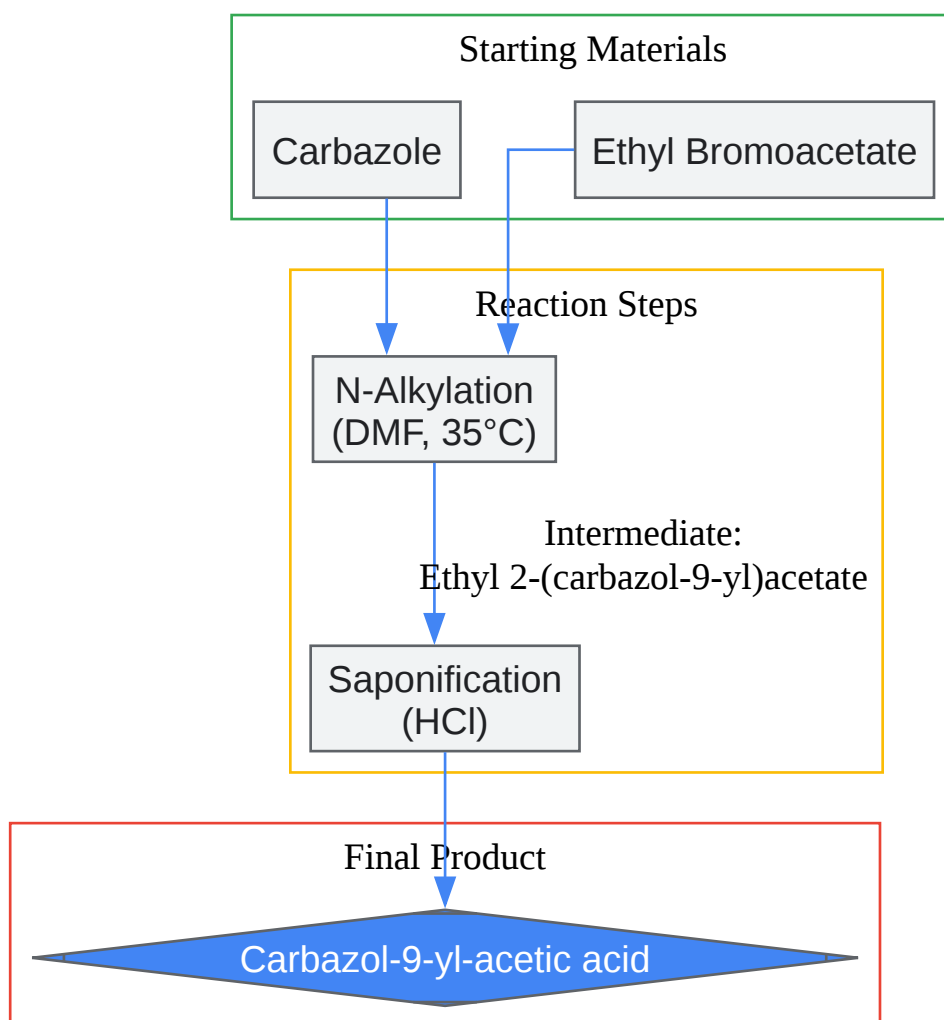 Starting Materials
Carbazole
Ethyl Bromoacetate
Reaction Steps
N-Alkylation
(DMF, 35°C)
Intermediate:
Ethyl 2-(carbazol-9-yl)acetate
Saponification
(HCl)
Final Product
Carbazol-9-yl-acetic acid